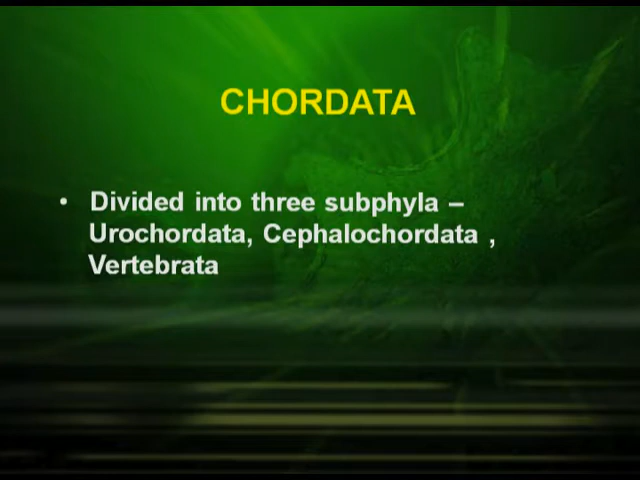 CHORDATA
• Divided into three subphyla –
Urochordata, Cephalochordata ,
Vertebrata